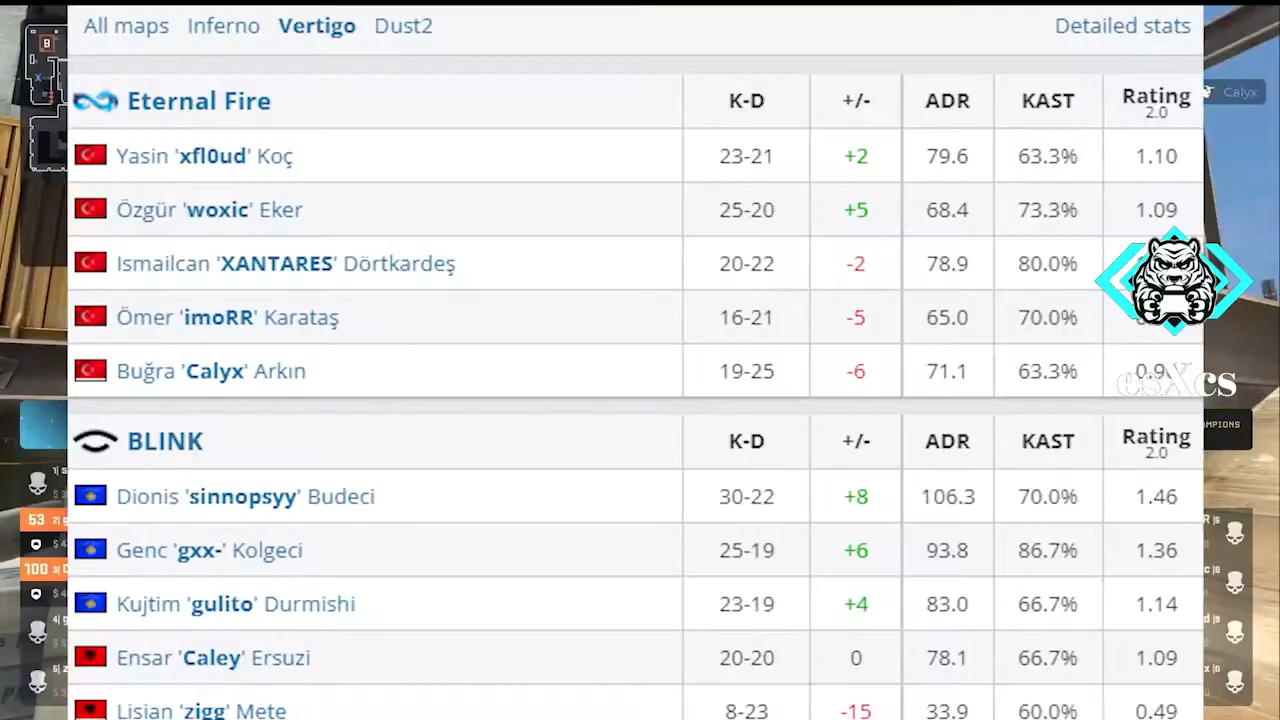 All maps Inferno Vertigo Dust2 Detailed stats
Eternal Fire K-D +/- ADR KAST Rating 2.0
Yasin 'xfl0ud' Koç 23-21 +2 79.6 63.3% 1.10
Özgür 'woxic' Eker 25-20 +5 68.4 73.3% 1.09
Ismailcan 'XANTARES' Dörtkardeş 20-22 -2 78.9 80.0%
Ömer 'imoRR' Karataş 16-21 -5 65.0 70.0%
Buğra 'Calyx' Arkın 19-25 -6 71.1 63.3%
BLINK K-D +/- ADR KAST Rating 2.0
Dionis 'sinnopsyy' Budeci 30-22 +8 106.3 70.0% 1.46
Genc 'gxx-' Kolgeci 25-19 +6 93.8 86.7% 1.36
Kujtim 'gulito' Durmishi 23-19 +4 83.0 66.7% 1.14
Ensar 'Caley' Ersuzi 20-20 0 78.1 66.7% 1.09
Lisian 'zigg' Mete 8-23 -15 33.9 60.0% 0.49
Calyx
esXcs
53
100